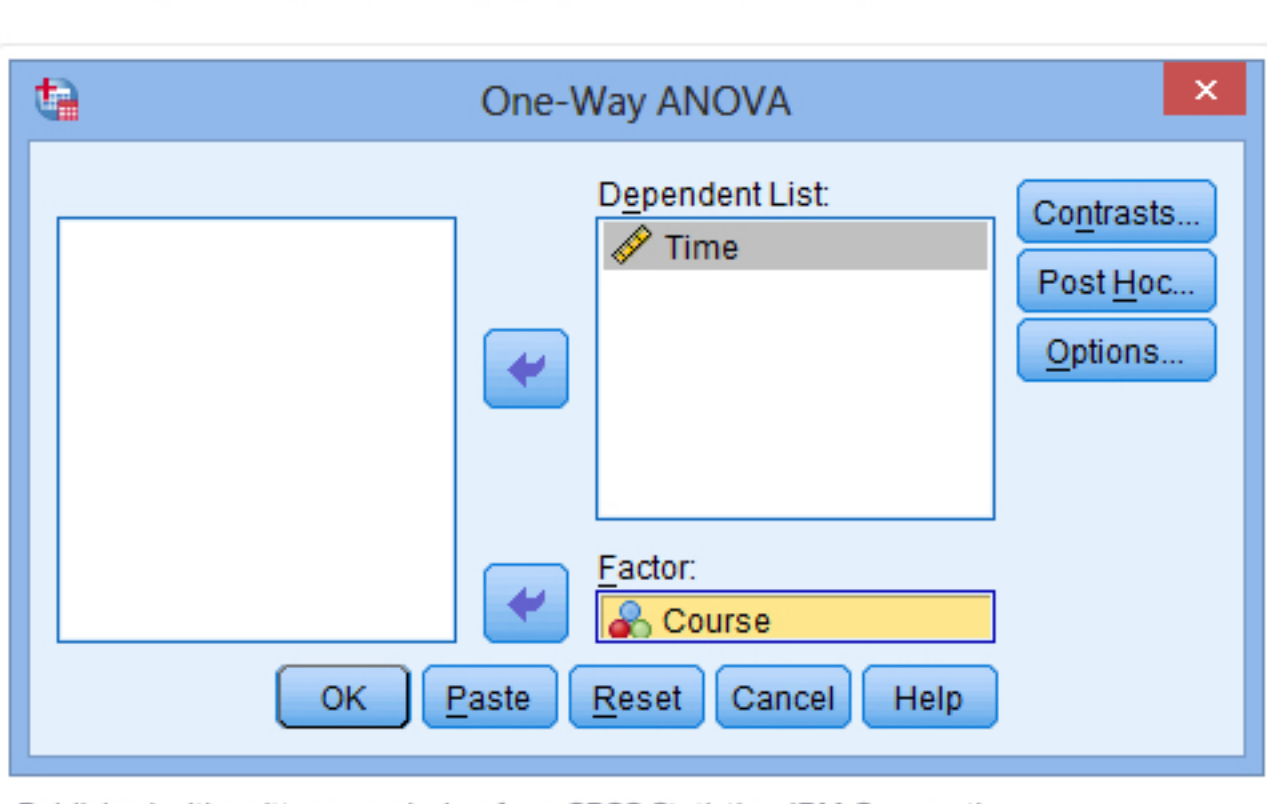 One-Way ANOVA
Dependent List:
Time
Contrasts...
Post Hoc...
Options...
Factor:
Course
OK Paste Reset Cancel Help